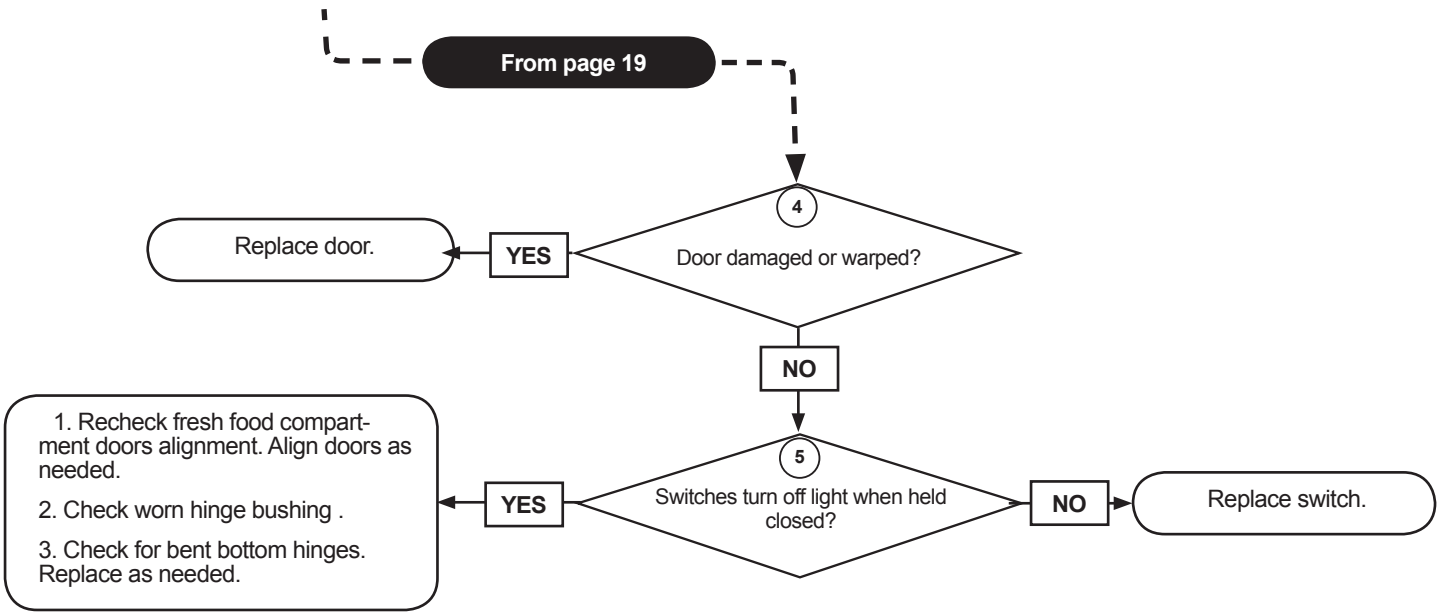 From page 19
4
Door damaged or warped?
YES
Replace door.
NO
5
Switches turn off light when held
closed?
YES
1. Recheck fresh food compart-
ment doors alignment. Align doors as
needed.
2. Check worn hinge bushing .
3. Check for bent bottom hinges.
Replace as needed.
NO
Replace switch.